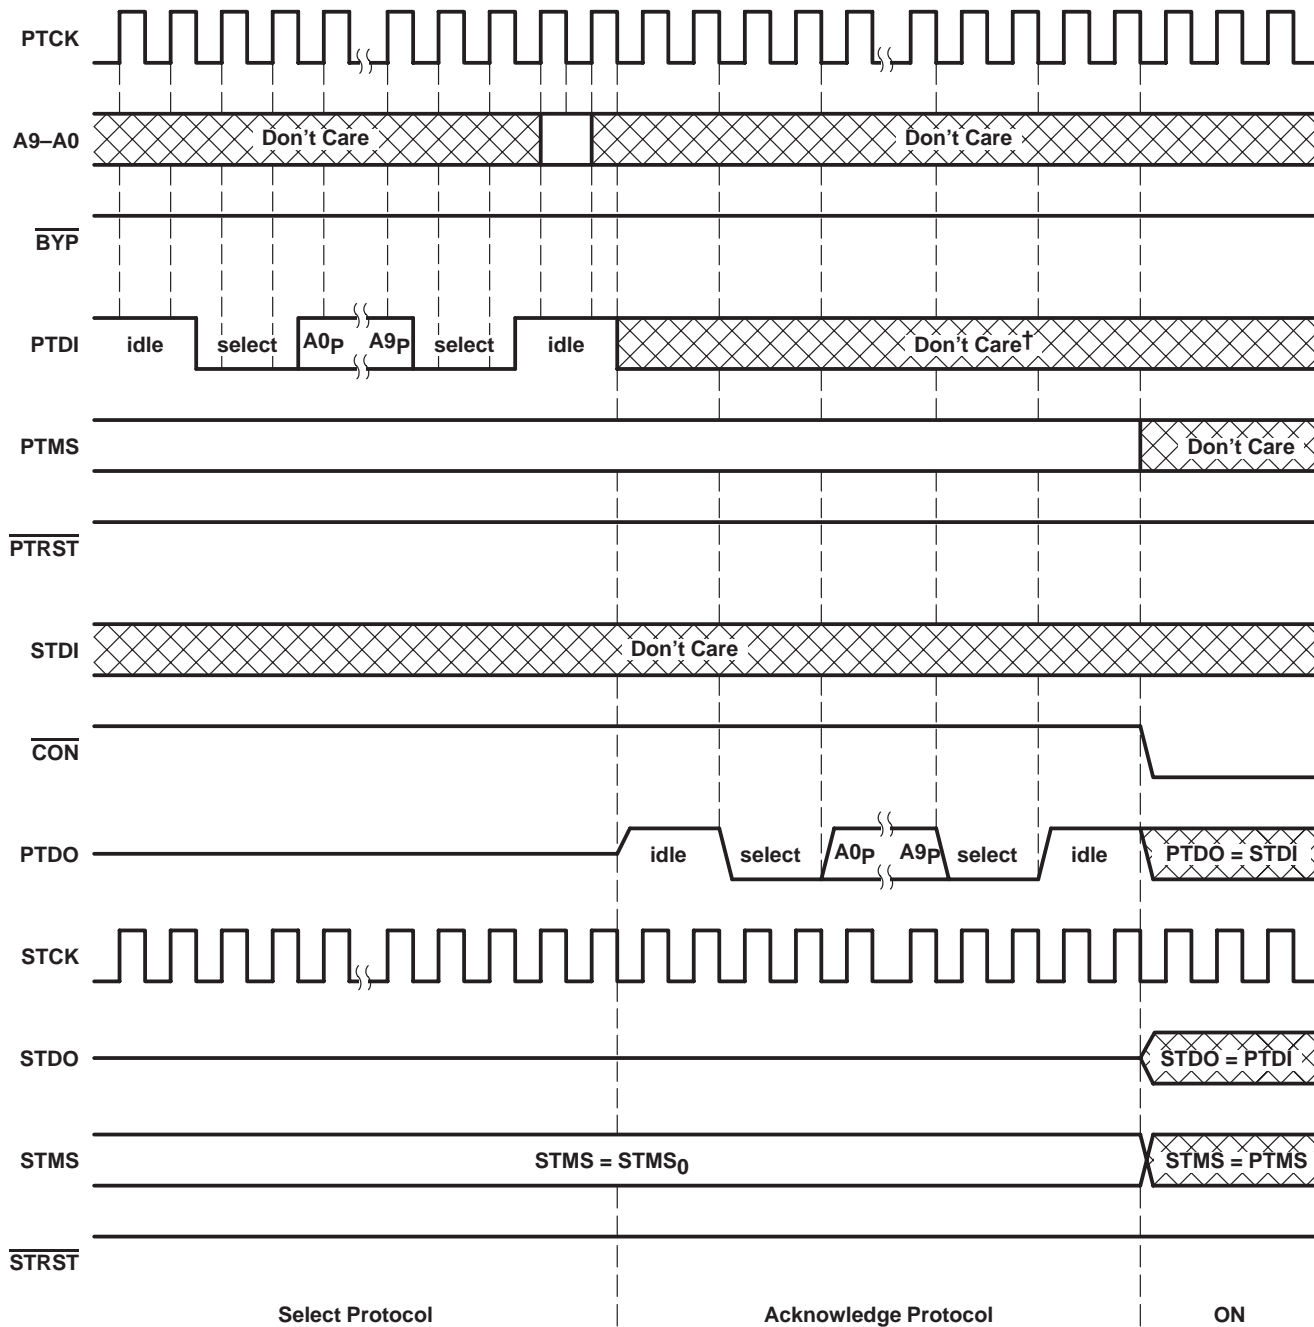 PTCK
A9–A0 Don't Care Don't Care
BYP
PTDI idle select A0P A9P select idle Don't Care†
PTMS Don't Care
PTRST
STDI Don't Care
CON
PTDO idle select A0P A9P select idle PTDO = STDI
STCK
STDO STDO = PTDI
STMS STMS = STMS0 STMS = PTMS
STRST
Select Protocol Acknowledge Protocol ON